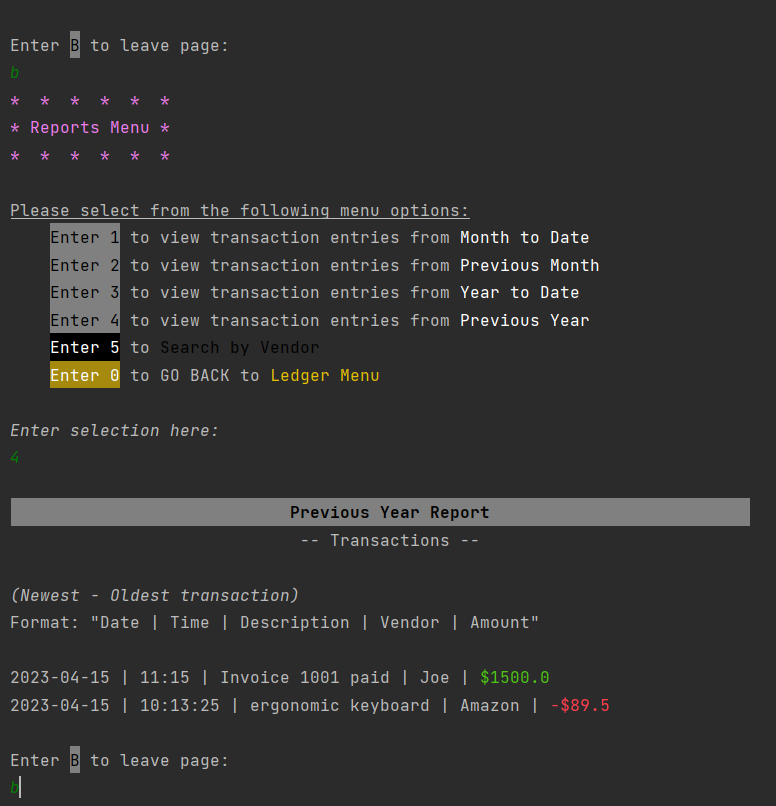 Enter B to leave page:
b
* * * * * *
* Reports Menu *
* * * * * *
Please select from the following menu options:
Enter 1 to view transaction entries from Month to Date
Enter 2 to view transaction entries from Previous Month
Enter 3 to view transaction entries from Year to Date
Enter 4 to view transaction entries from Previous Year
Enter 5 to Search by Vendor
Enter 0 to GO BACK to Ledger Menu
Enter selection here:
4
Previous Year Report
-- Transactions --
(Newest - Oldest transaction)
Format: "Date | Time | Description | Vendor | Amount"
2023-04-15 | 11:15 | Invoice 1001 paid | Joe | $1500.0
2023-04-15 | 10:13:25 | ergonomic keyboard | Amazon | -$89.5
Enter B to leave page:
b